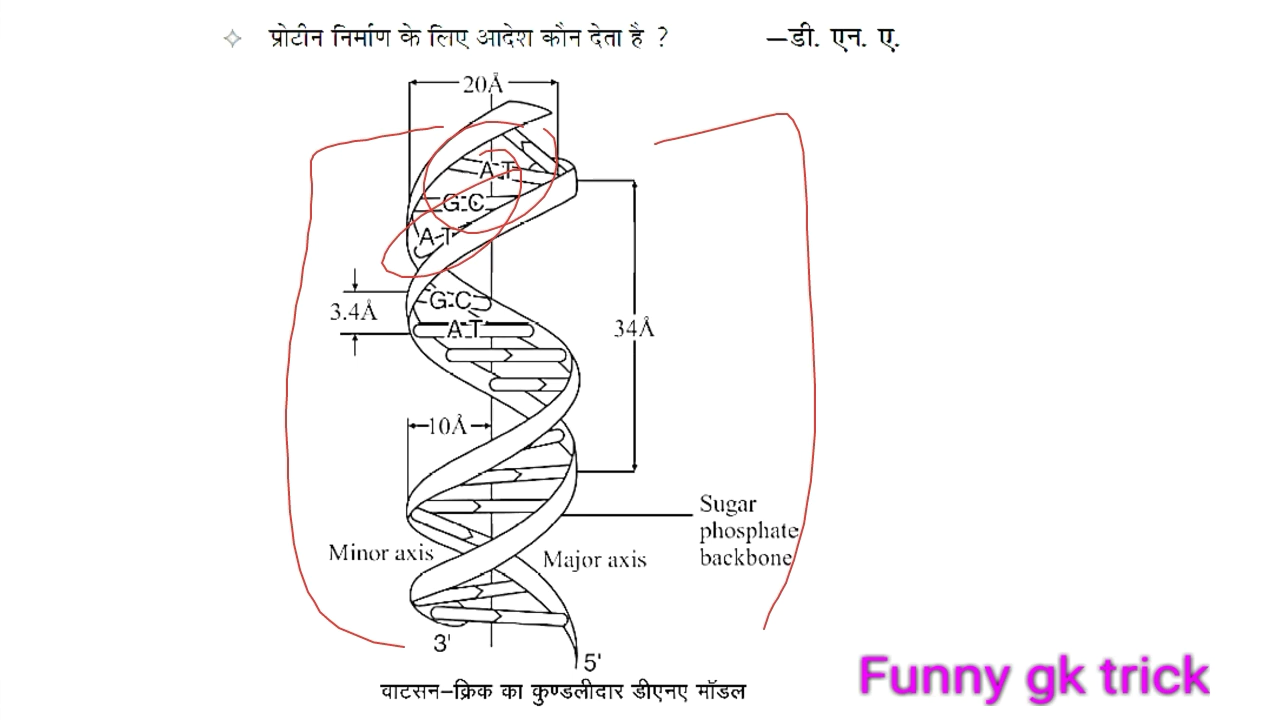 ❖ प्रोटीन निर्माण के लिए आदेश कौन देता है ? –डी. एन. ए.
20Å
A T
G C
A T
G C
3.4Å
A T
34Å
10Å
Sugar
phosphate
backbone
Minor axis
Major axis
3'
5'
वाटसन–क्रिक का कुण्डलीदार डीएनए मॉडल
Funny gk trick